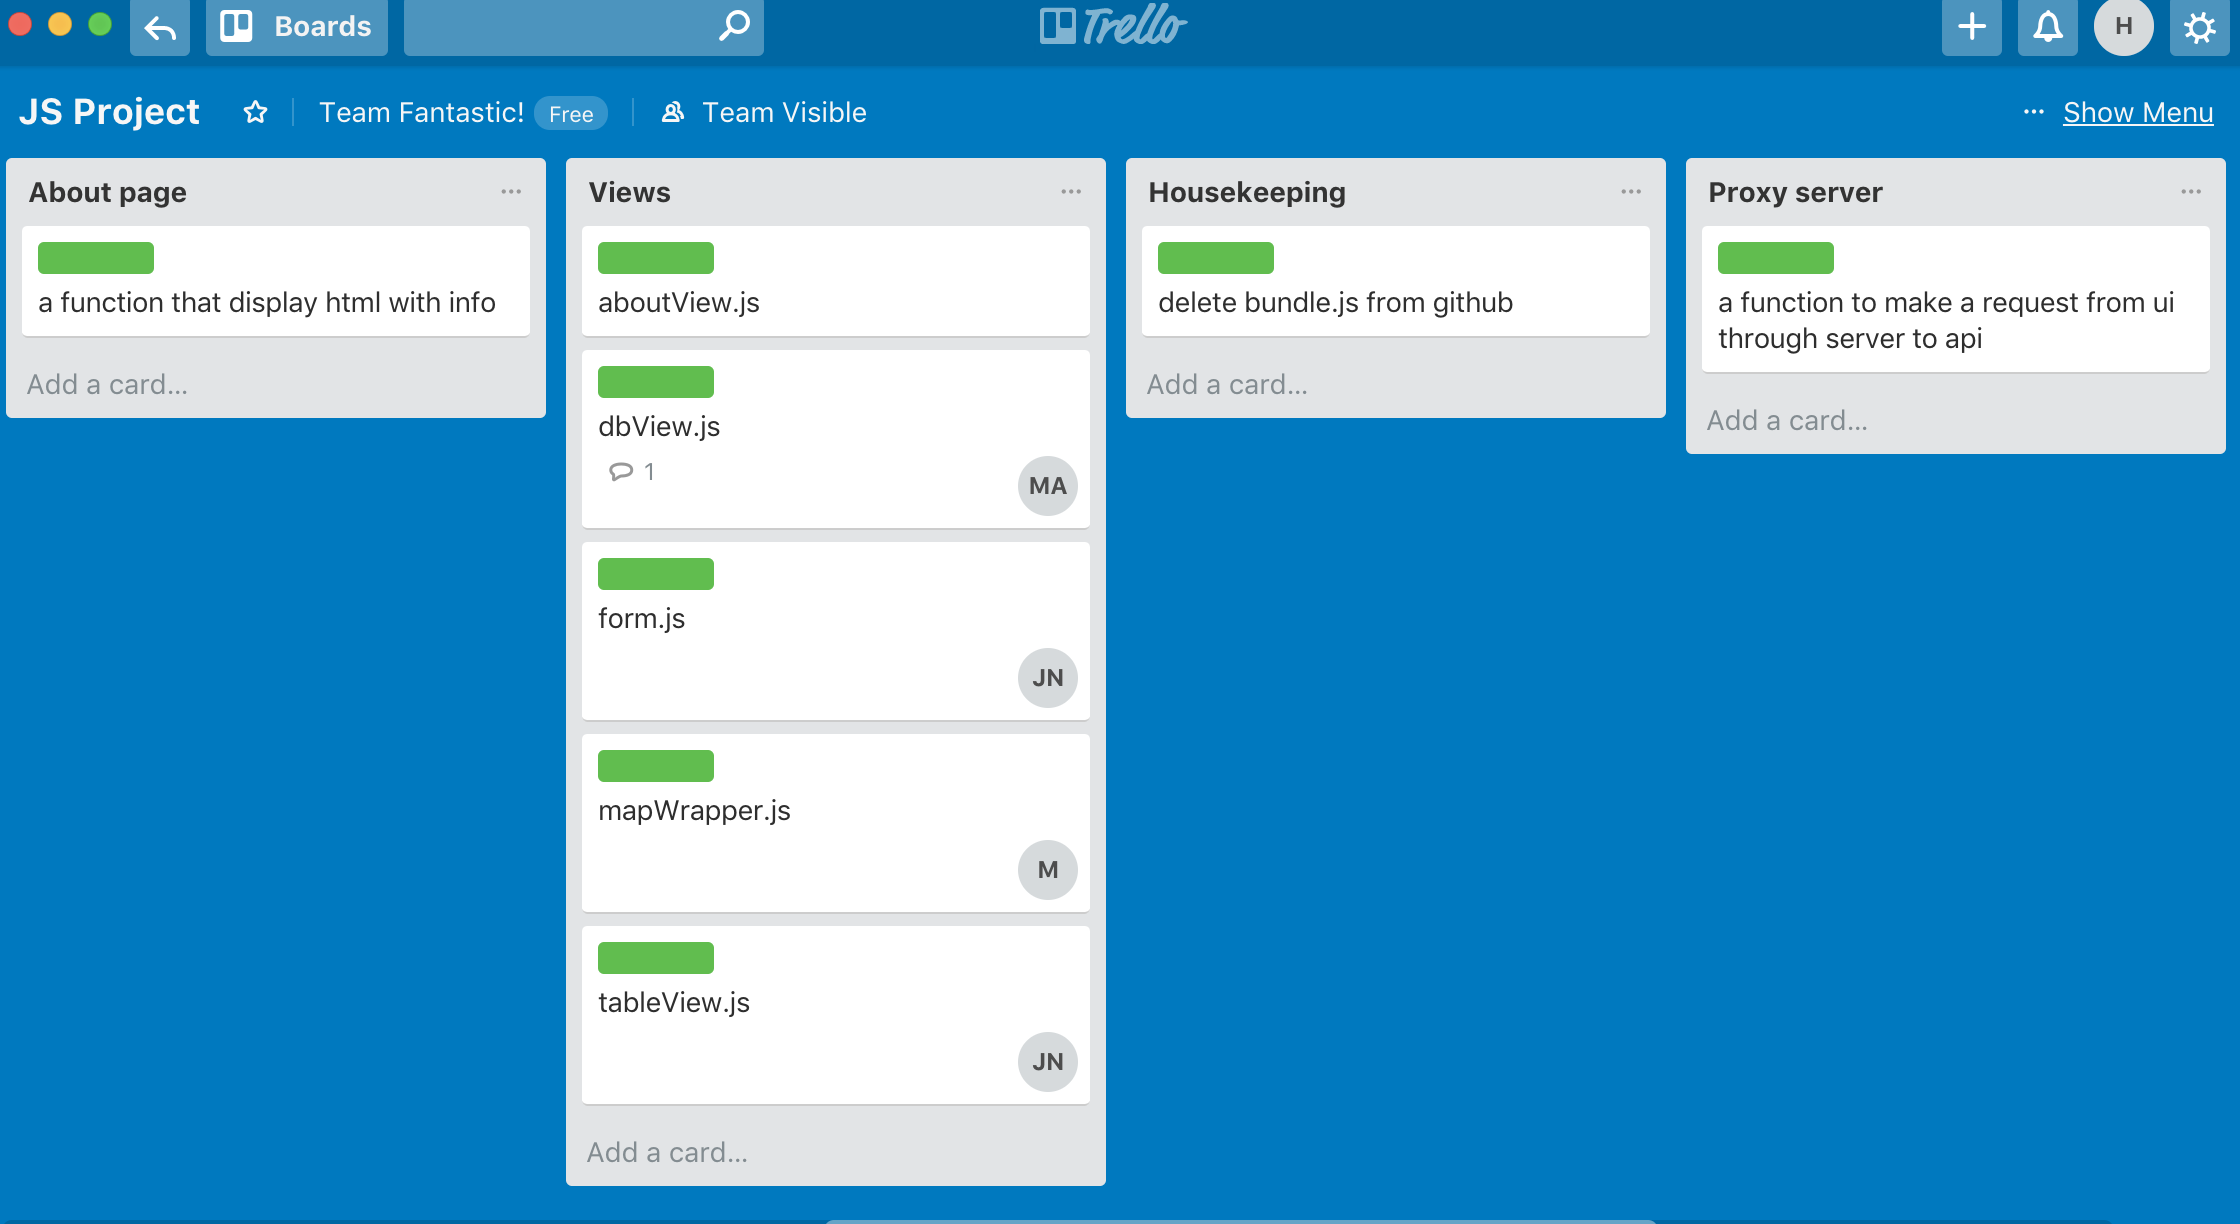 Boards
Trello
H
JS Project
Team Fantastic! Free
Team Visible
... Show Menu
About page ...
a function that display html with info
Add a card...
Views ...
aboutView.js
dbView.js
1
MA
form.js
JN
mapWrapper.js
M
tableView.js
JN
Add a card...
Housekeeping ...
delete bundle.js from github
Add a card...
Proxy server ...
a function to make a request from ui
through server to api
Add a card...